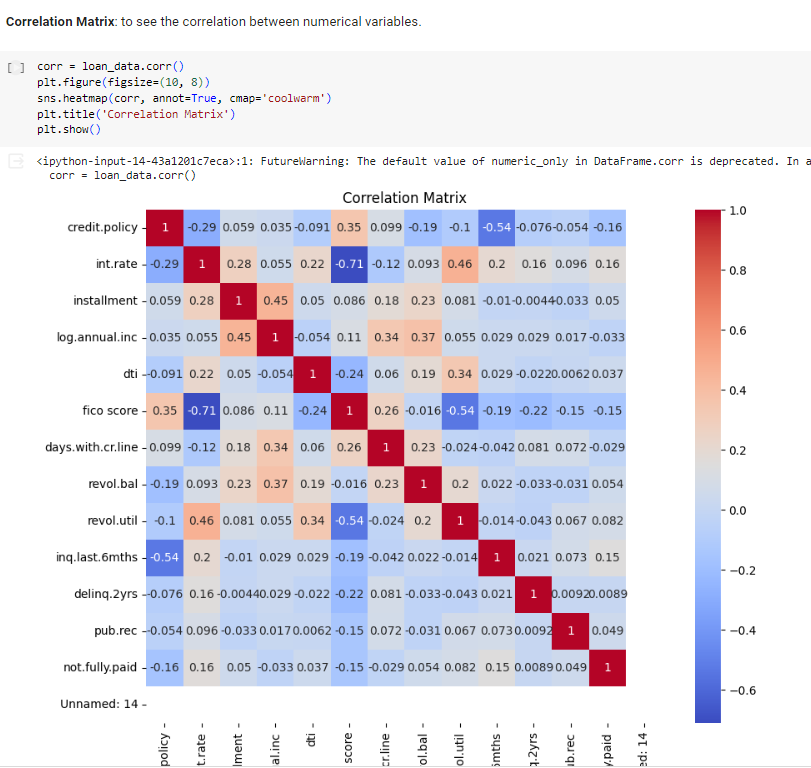 Correlation Matrix: to see the correlation between numerical variables.
[ ] corr = loan_data.corr()
plt.figure(figsize=(10, 8))
sns.heatmap(corr, annot=True, cmap='coolwarm')
plt.title('Correlation Matrix')
plt.show()
<ipython-input-14-43a1201c7eca>:1: FutureWarning: The default value of numeric_only in DataFrame.corr is deprecated. In a
corr = loan_data.corr()
Correlation Matrix
credit.policy - 1 -0.29 0.059 0.035 -0.091 0.35 0.099 -0.19 -0.1 -0.54 -0.076 -0.054 -0.16
int.rate - -0.29 1 0.28 0.055 0.22 -0.71 -0.12 0.093 0.46 0.2 0.16 0.096 0.16
installment - 0.059 0.28 1 0.45 0.05 0.086 0.18 0.23 0.081 -0.01 -0.0044 -0.033 0.05
log.annual.inc - 0.035 0.055 0.45 1 -0.054 0.11 0.34 0.37 0.055 0.029 0.029 0.017 -0.033
dti - -0.091 0.22 0.05 -0.054 1 -0.24 0.06 0.19 0.34 0.029 -0.022 0.0062 0.037
fico score - 0.35 -0.71 0.086 0.11 -0.24 1 0.26 -0.016 -0.54 -0.19 -0.22 -0.15 -0.15
days.with.cr.line - 0.099 -0.12 0.18 0.34 0.06 0.26 1 0.23 -0.024 -0.042 0.081 0.072 -0.029
revol.bal - -0.19 0.093 0.23 0.37 0.19 -0.016 0.23 1 0.2 0.022 -0.033 -0.031 0.054
revol.util - -0.1 0.46 0.081 0.055 0.34 -0.54 -0.024 0.2 1 -0.014 -0.043 0.067 0.082
inq.last.6mths - -0.54 0.2 -0.01 0.029 0.029 -0.19 -0.042 0.022 -0.014 1 0.021 0.073 0.15
delinq.2yrs - -0.076 0.16 -0.0044 0.029 -0.022 -0.22 0.081 -0.033 -0.043 0.021 1 0.0092 0.0089
pub.rec - -0.054 0.096 -0.033 0.017 0.0062 -0.15 0.072 -0.031 0.067 0.073 0.0092 1 0.049
not.fully.paid - -0.16 0.16 0.05 -0.033 0.037 -0.15 -0.029 0.054 0.082 0.15 0.0089 0.049 1
Unnamed: 14 -
policy
t.rate
lment
al.inc
dti
score
cr.line
ol.bal
ol.util
6mths
q.2yrs
ub.rec
y.paid
ed: 14
1.0
0.8
0.6
0.4
0.2
0.0
−0.2
−0.4
−0.6